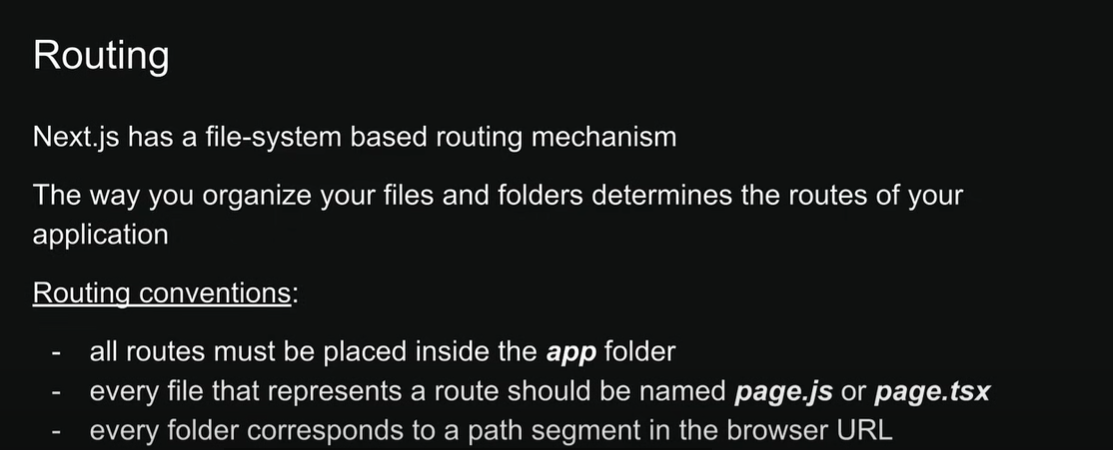 Routing
Next.js has a file-system based routing mechanism
The way you organize your files and folders determines the routes of your
application
Routing conventions:
- all routes must be placed inside the app folder
- every file that represents a route should be named page.js or page.tsx
- every folder corresponds to a path segment in the browser URL